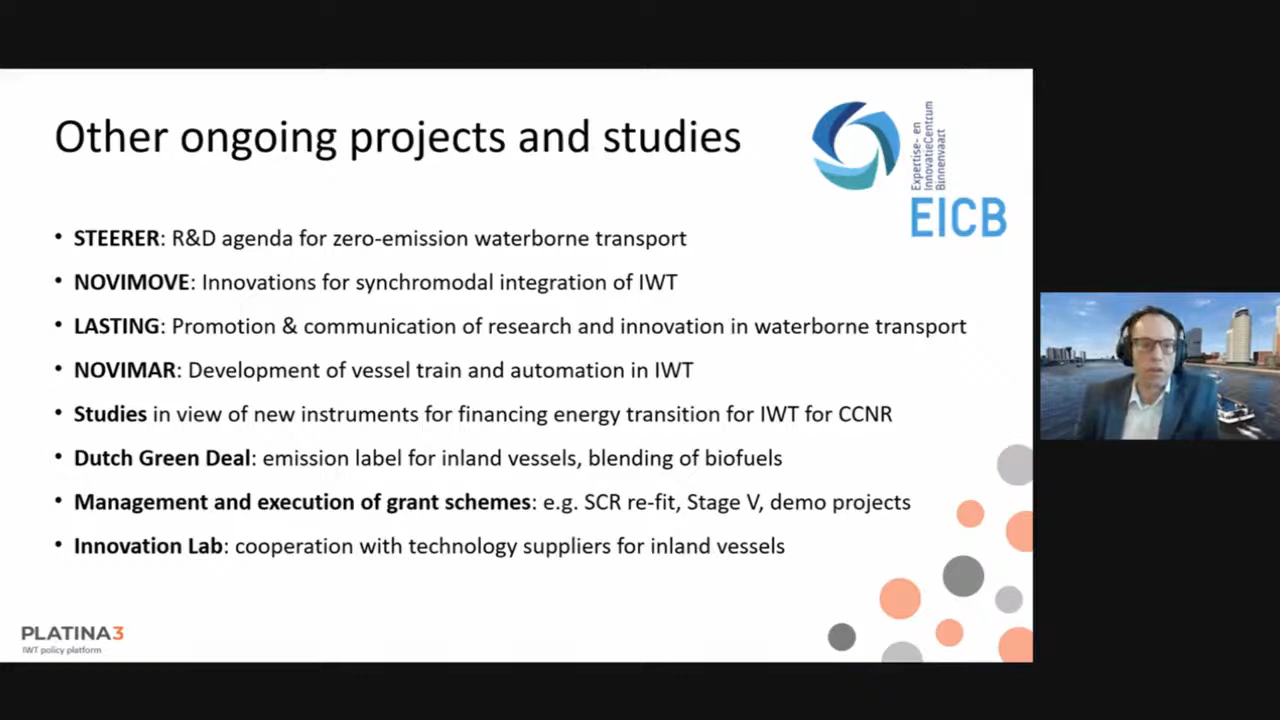 Other ongoing projects and studies
Expertise- en
InnovatieCentrum
Binnenvaart
EICB
• STEERER: R&D agenda for zero-emission waterborne transport
• NOVIMOVE: Innovations for synchromodal integration of IWT
• LASTING: Promotion & communication of research and innovation in waterborne transport
• NOVIMAR: Development of vessel train and automation in IWT
• Studies in view of new instruments for financing energy transition for IWT for CCNR
• Dutch Green Deal: emission label for inland vessels, blending of biofuels
• Management and execution of grant schemes: e.g. SCR re-fit, Stage V, demo projects
• Innovation Lab: cooperation with technology suppliers for inland vessels
PLATINA3
IWT policy platform